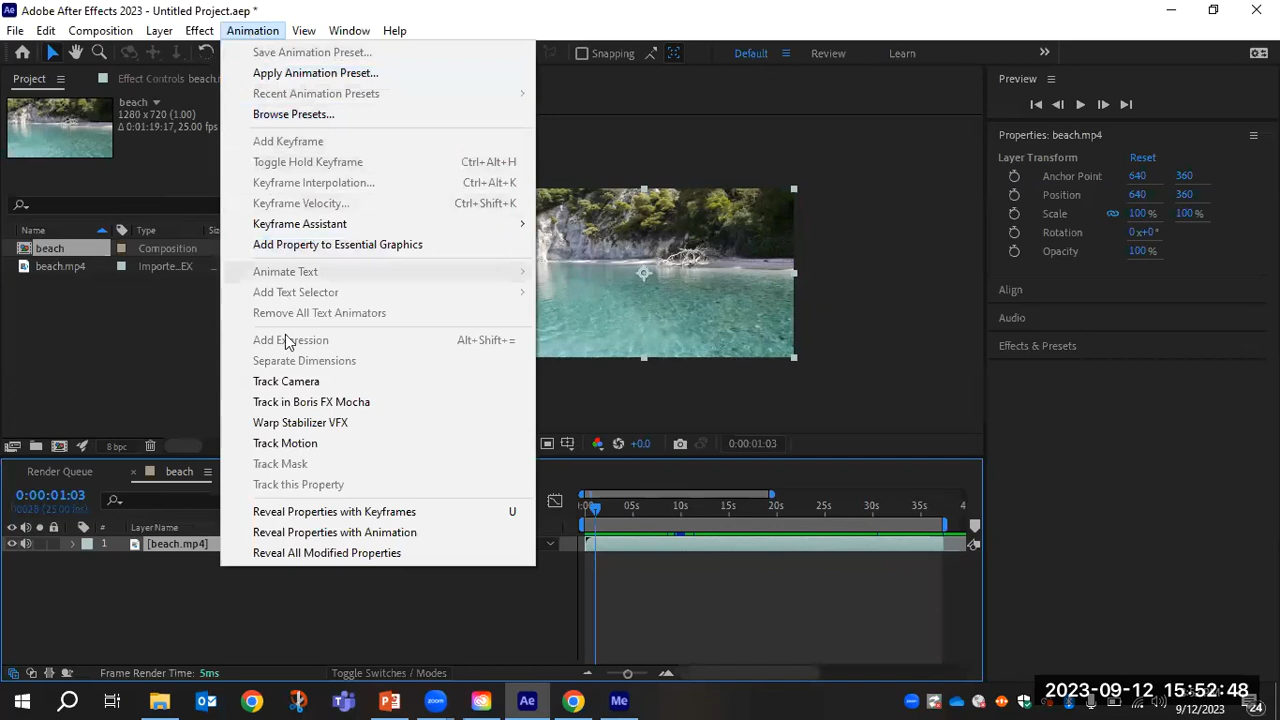 Adobe After Effects 2023 - Untitled Project.aep *
File Edit Composition Layer Effect Animation View Window Help
Snapping Default Review Learn
Project Effect Controls beach.m
beach
1280 x 720 (1.00)
Δ 0:01:19:17, 25.00 fps
Name Type Siz
beach Composition
beach.mp4 Importe...EX
8 bpc
Save Animation Preset...
Apply Animation Preset...
Recent Animation Presets
Browse Presets...
Add Keyframe
Toggle Hold Keyframe Ctrl+Alt+H
Keyframe Interpolation... Ctrl+Alt+K
Keyframe Velocity... Ctrl+Shift+K
Keyframe Assistant
Add Property to Essential Graphics
Animate Text
Add Text Selector
Remove All Text Animators
Add Expression Alt+Shift+=
Separate Dimensions
Track Camera
Track in Boris FX Mocha
Warp Stabilizer VFX
Track Motion
Track Mask
Track this Property
Reveal Properties with Keyframes U
Reveal Properties with Animation
Reveal All Modified Properties
+0.0 0:00:01:03
Preview
Properties: beach.mp4
Layer Transform Reset
Anchor Point 640 360
Position 640 360
Scale 100 % 100 %
Rotation 0x+0°
Opacity 100 %
Align
Audio
Effects & Presets
Render Queue × beach
0:00:01:03
00028 (25.00 fps)
# Layer Name
1 [beach.mp4]
:00s 05s 10s 15s 20s 25s 30s 35s 4
Frame Render Time: 5ms Toggle Switches / Modes
2023-09-12 15:52:48
9/12/2023 24